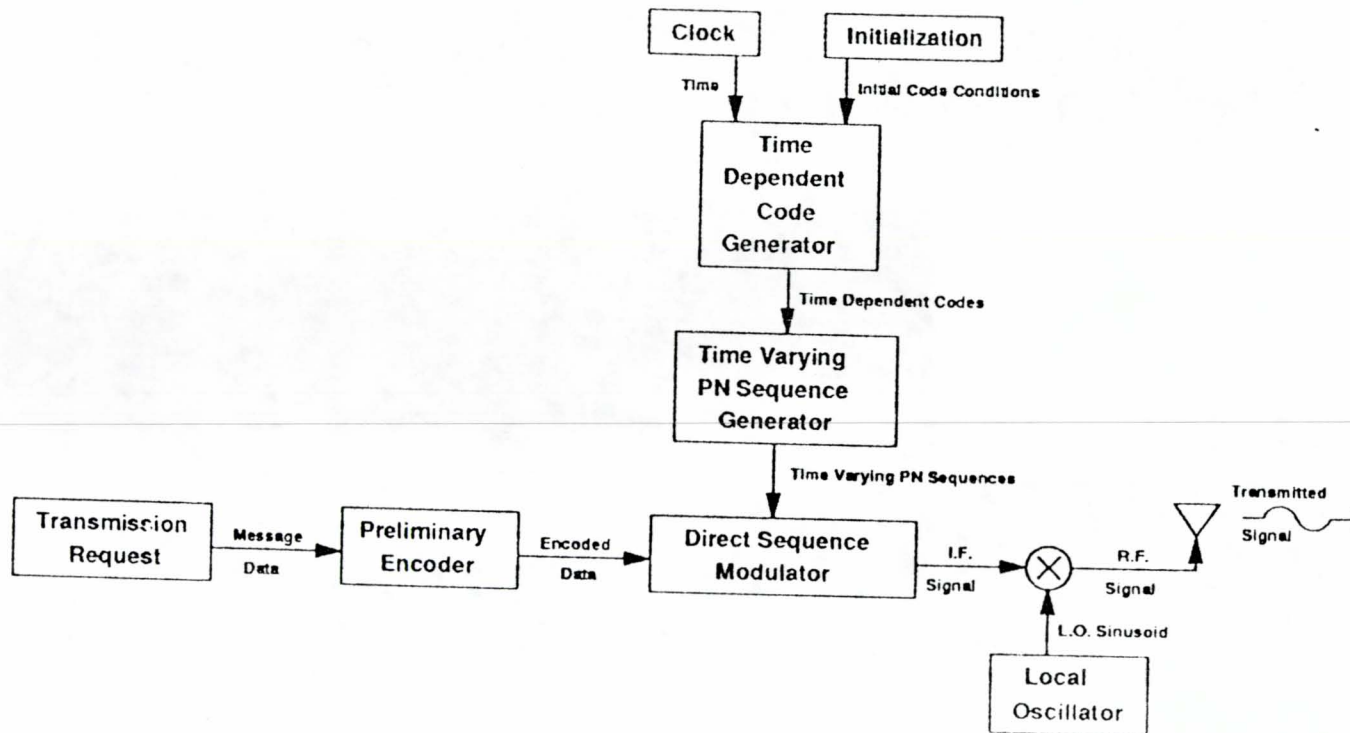 Clock
Initialization
Time
Initial Code Conditions
Time
Dependent
Code
Generator
Time Dependent Codes
Time Varying
PN Sequence
Generator
Time Varying PN Sequences
Transmission
Request
Message
Data
Preliminary
Encoder
Encoded
Data
Direct Sequence
Modulator
I.F.
Signal
R.F.
Signal
Transmitted
Signal
L.O. Sinusoid
Local
Oscillator